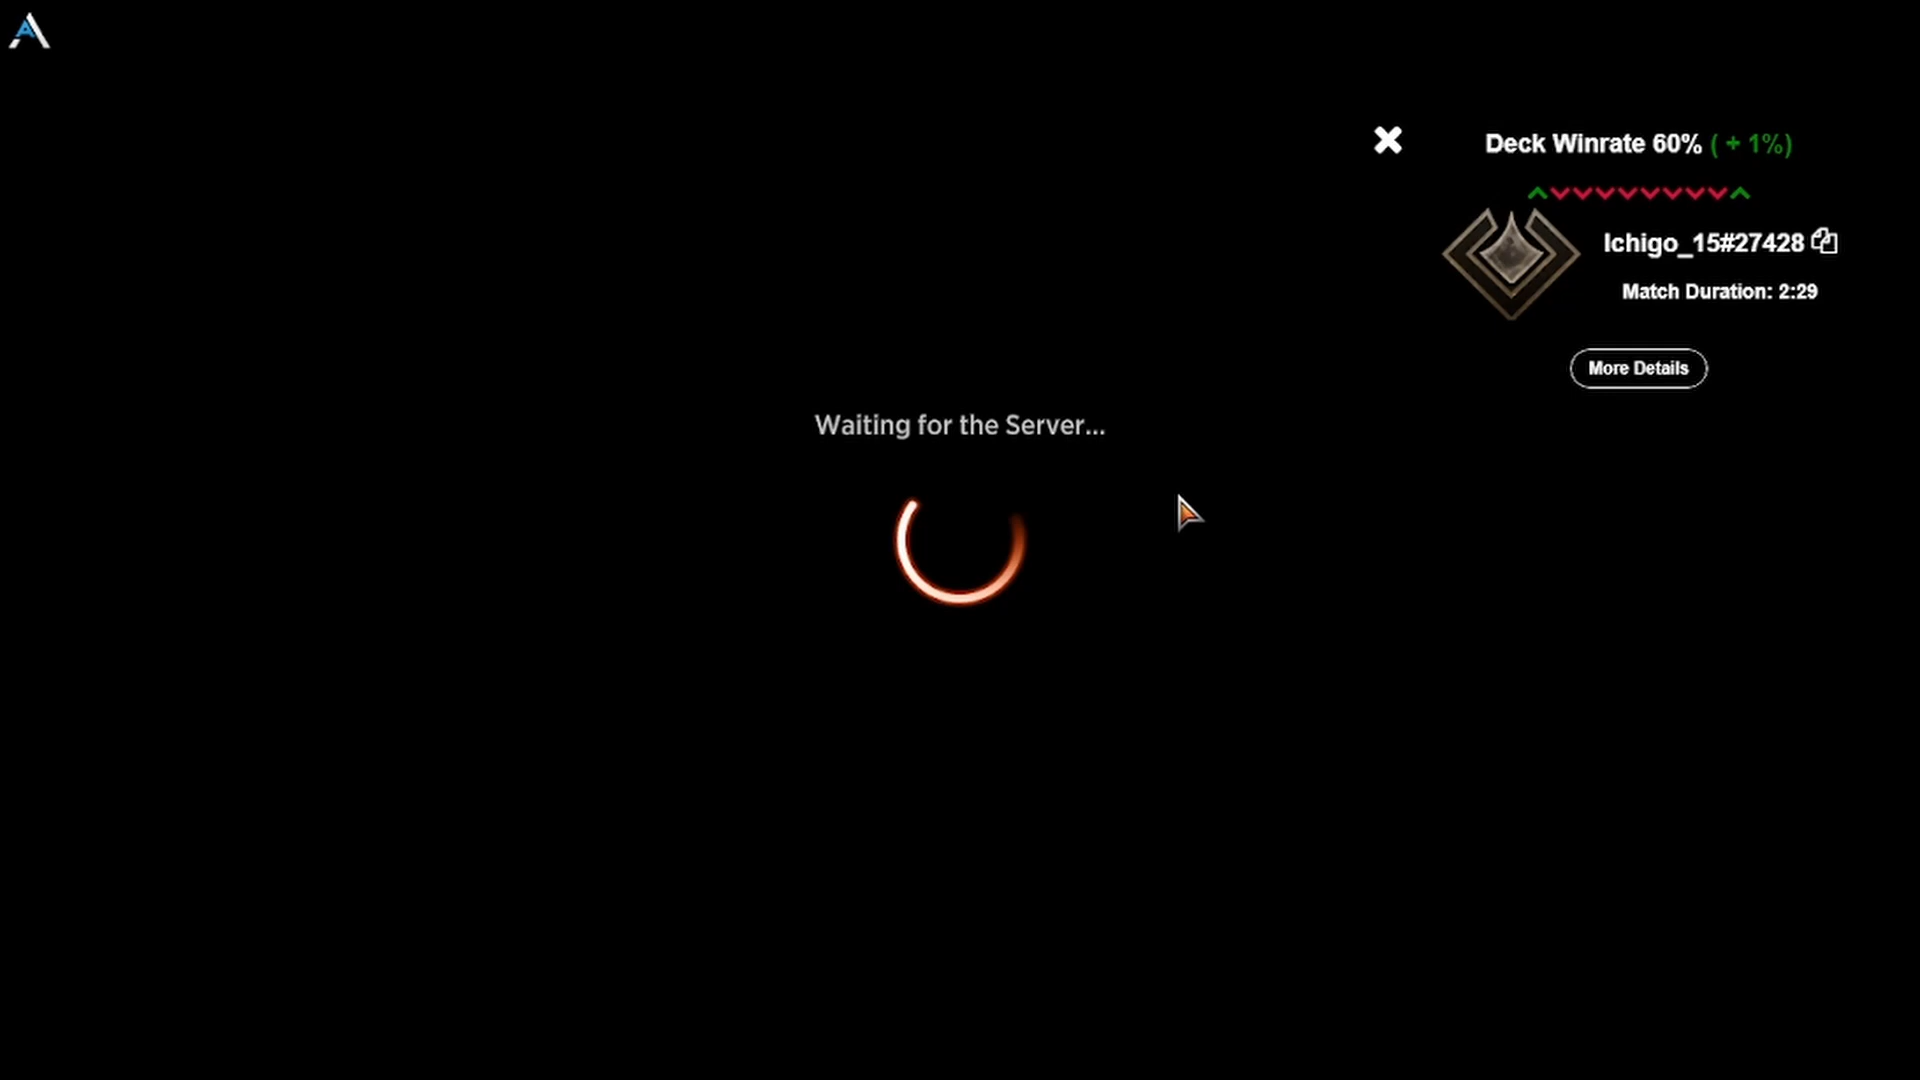 Deck Winrate 60% ( + 1%)
Ichigo_15#27428
Match Duration: 2:29
More Details
Waiting for the Server...